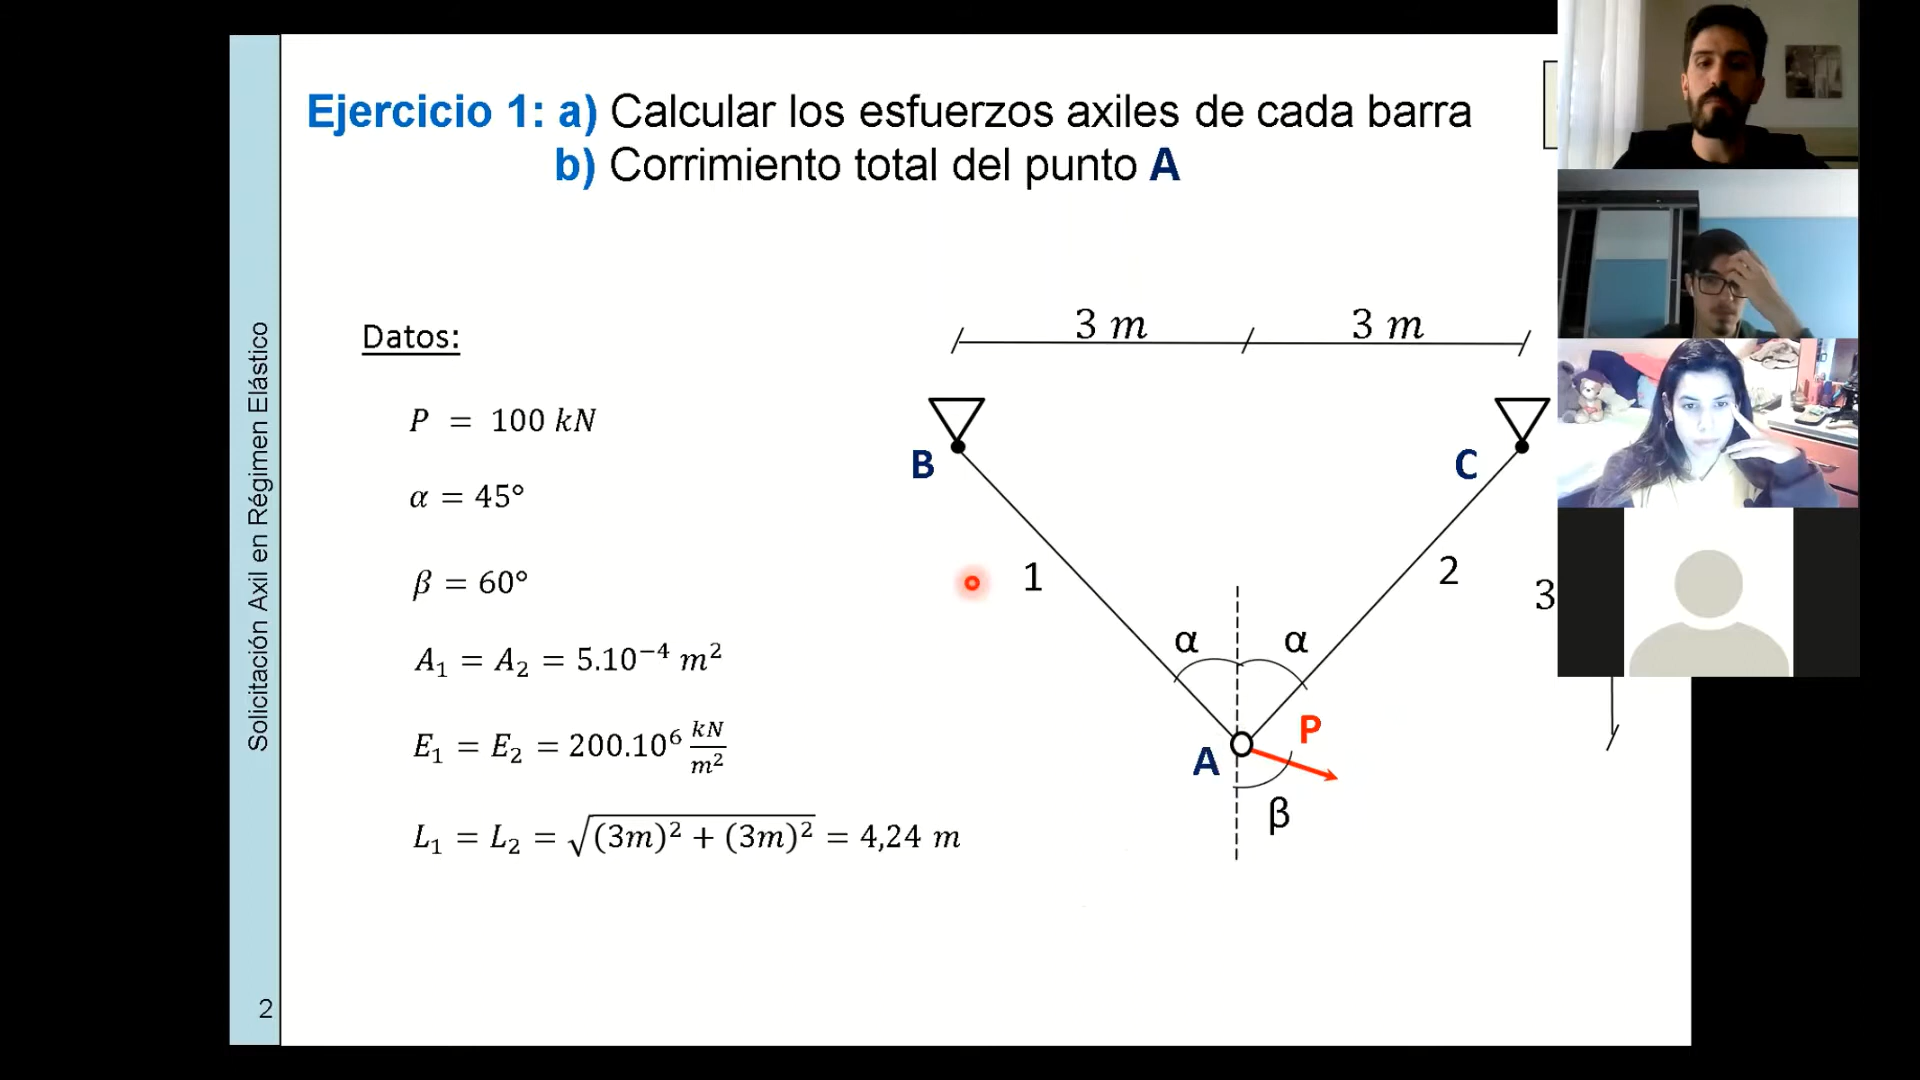 Ejercicio 1: a) Calcular los esfuerzos axiles de cada barra
b) Corrimiento total del punto A
Solicitación Axil en Régimen Elástico
Datos:
P = 100 kN
α = 45°
β = 60°
A₁ = A₂ = 5.10⁻⁴ m²
E₁ = E₂ = 200.10⁶ kN/m²
L₁ = L₂ = √((3m)² + (3m)²) = 4,24 m
3 m 3 m
B C
1 2 3
α α
A P
β
2